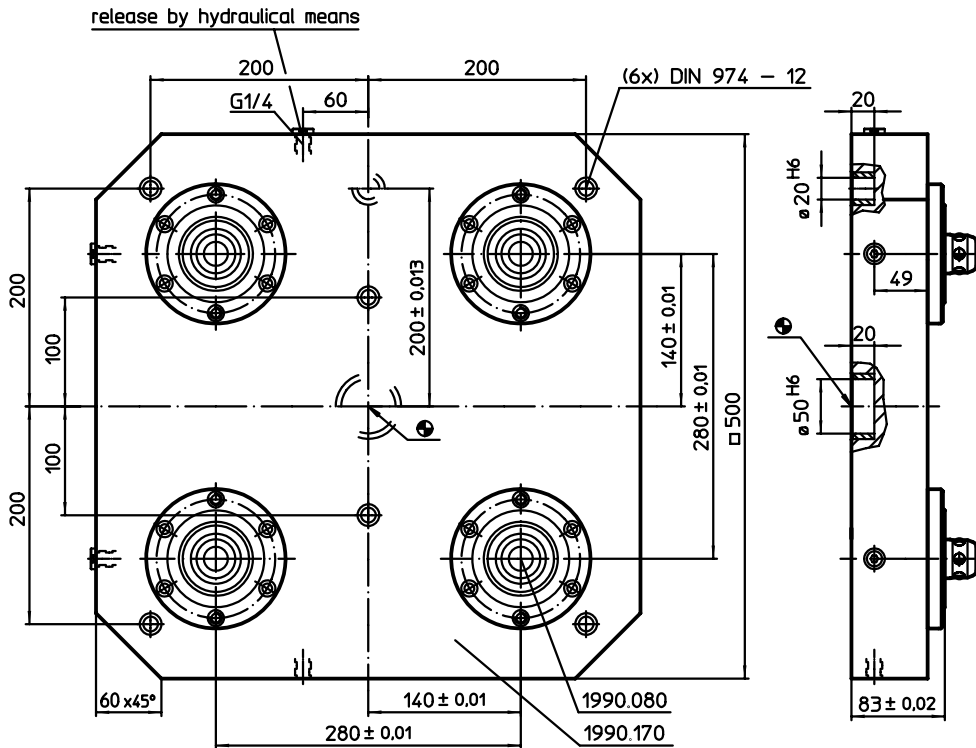 release by hydraulical means
200
200
(6x) DIN 974 – 12
G1/4
60
20
ø20 H6
200
200 ± 0,013
49
100
140 ± 0,01
20
280 ± 0,01
□ 500
ø50 H6
100
200
60 x45°
140 ± 0,01
1990.080
83 ± 0,02
280 ± 0,01
1990.170